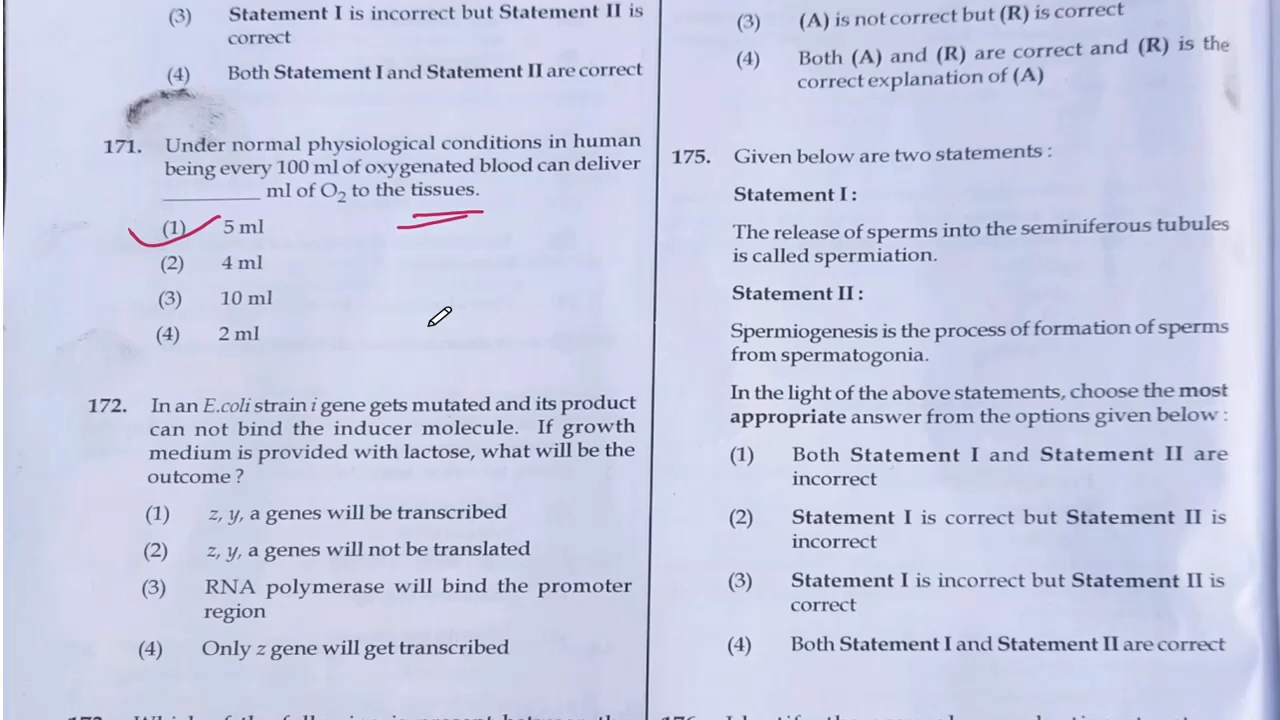 (3) Statement I is incorrect but Statement II is
correct
(4) Both Statement I and Statement II are correct
171. Under normal physiological conditions in human
being every 100 ml of oxygenated blood can deliver
__________ ml of O₂ to the tissues.
(1) 5 ml
(2) 4 ml
(3) 10 ml
(4) 2 ml
172. In an E.coli strain i gene gets mutated and its product
can not bind the inducer molecule. If growth
medium is provided with lactose, what will be the
outcome ?
(1) z, y, a genes will be transcribed
(2) z, y, a genes will not be translated
(3) RNA polymerase will bind the promoter
region
(4) Only z gene will get transcribed
(3) (A) is not correct but (R) is correct
(4) Both (A) and (R) are correct and (R) is the
correct explanation of (A)
175. Given below are two statements :
Statement I :
The release of sperms into the seminiferous tubules
is called spermiation.
Statement II :
Spermiogenesis is the process of formation of sperms
from spermatogonia.
In the light of the above statements, choose the most
appropriate answer from the options given below :
(1) Both Statement I and Statement II are
incorrect
(2) Statement I is correct but Statement II is
incorrect
(3) Statement I is incorrect but Statement II is
correct
(4) Both Statement I and Statement II are correct